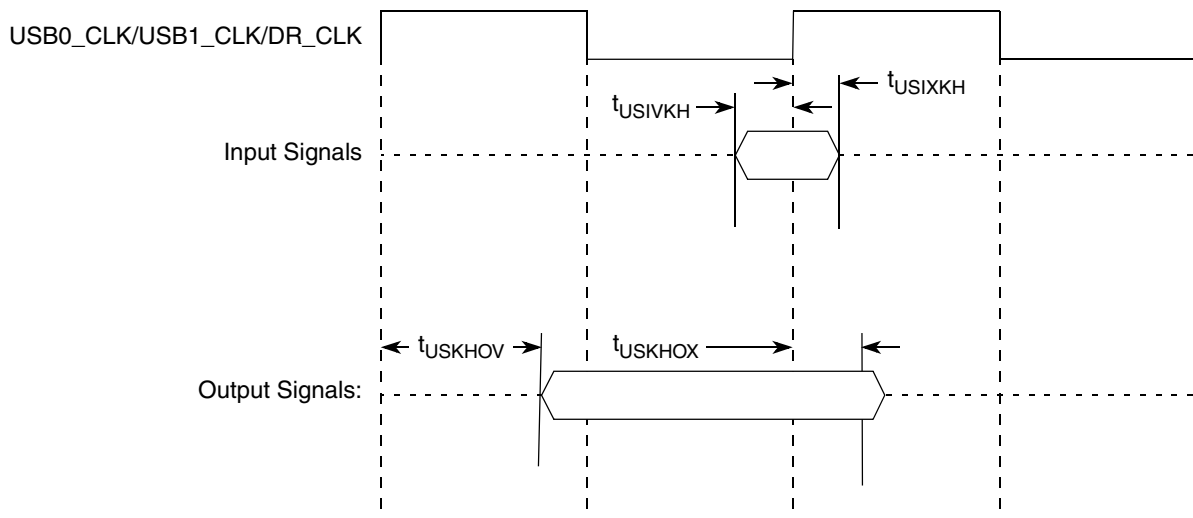 USB0_CLK/USB1_CLK/DR_CLK
tUSIXKH
tUSIVKH
Input Signals
tUSKHOV
tUSKHOX
Output Signals: